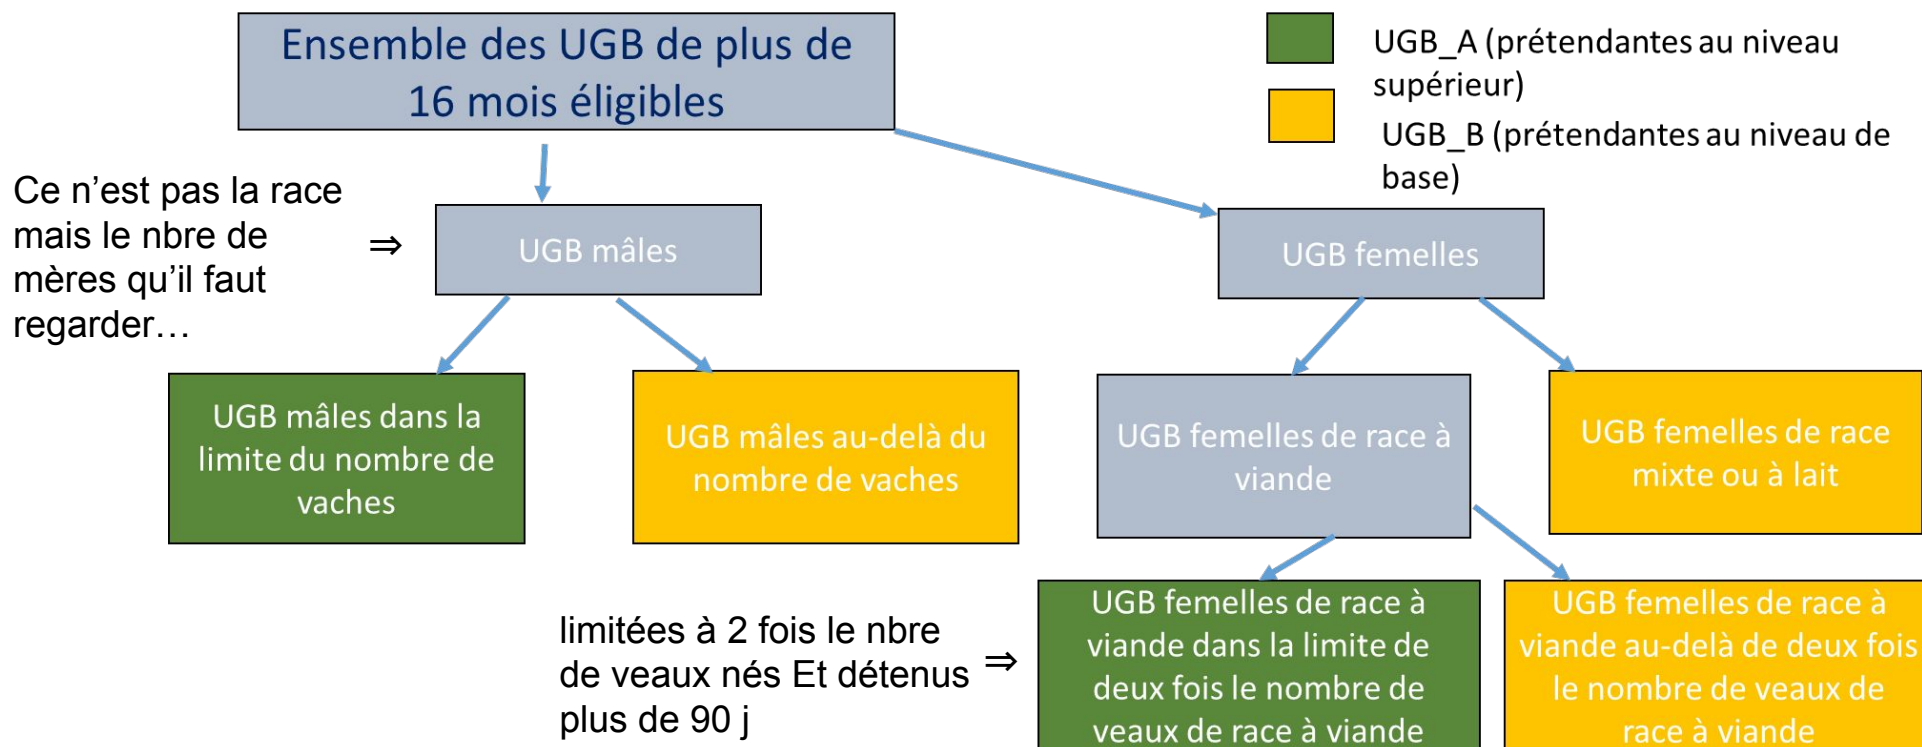 Ensemble des UGB de plus de
16 mois éligibles
UGB_A (prétendantes au niveau
supérieur)
UGB_B (prétendantes au niveau de
base)
Ce n’est pas la race
mais le nbre de
mères qu’il faut
regarder…
⇒
UGB mâles
UGB femelles
UGB mâles dans la
limite du nombre de
vaches
UGB mâles au-delà du
nombre de vaches
UGB femelles de race à
viande
UGB femelles de race
mixte ou à lait
limitées à 2 fois le nbre
de veaux nés Et détenus
plus de 90 j
⇒
UGB femelles de race à
viande dans la limite de
deux fois le nombre de
veaux de race à viande
UGB femelles de race à
viande au-delà de deux fois
le nombre de veaux de
race à viande